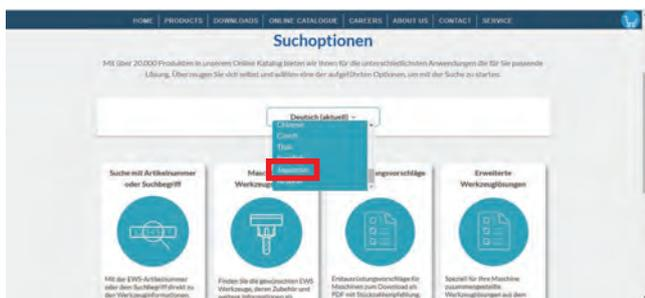 HOME PRODUCTS DOWNLOADS ONLINE CATALOGUE CAREERS ABOUT US CONTACT SERVICE
Suchoptionen
Mit über 20.000 Produkten in unserem Online Katalog bieten wir Ihnen für die unterschiedlichsten Anwendungen die für Sie passende
Lösung. Überzeugen Sie sich selbst und wählen eine der aufgeführten Optionen, um mit der Suche zu starten.
Deutsch (aktuell)
Chinese
Czech
Thai
Japanese
Suche mit Artikelnummer
oder Suchbegriff
Mit der EWS-Artikelnummer
oder dem Suchbegriff direkt zu
den Werkzeuginformationen.
Finden Sie die gewünschten EWS
Werkzeuge, deren Zubehör und
weitere Informationen
Erstausrüstungsvorschläge für
Maschinen zum Download als
PDF mit Stückzahlempfehlung.
Erweiterte
Werkzeuglösungen
Speziell für Ihre Maschine
zusammengestellte
Werkzeuglösungen auf dem